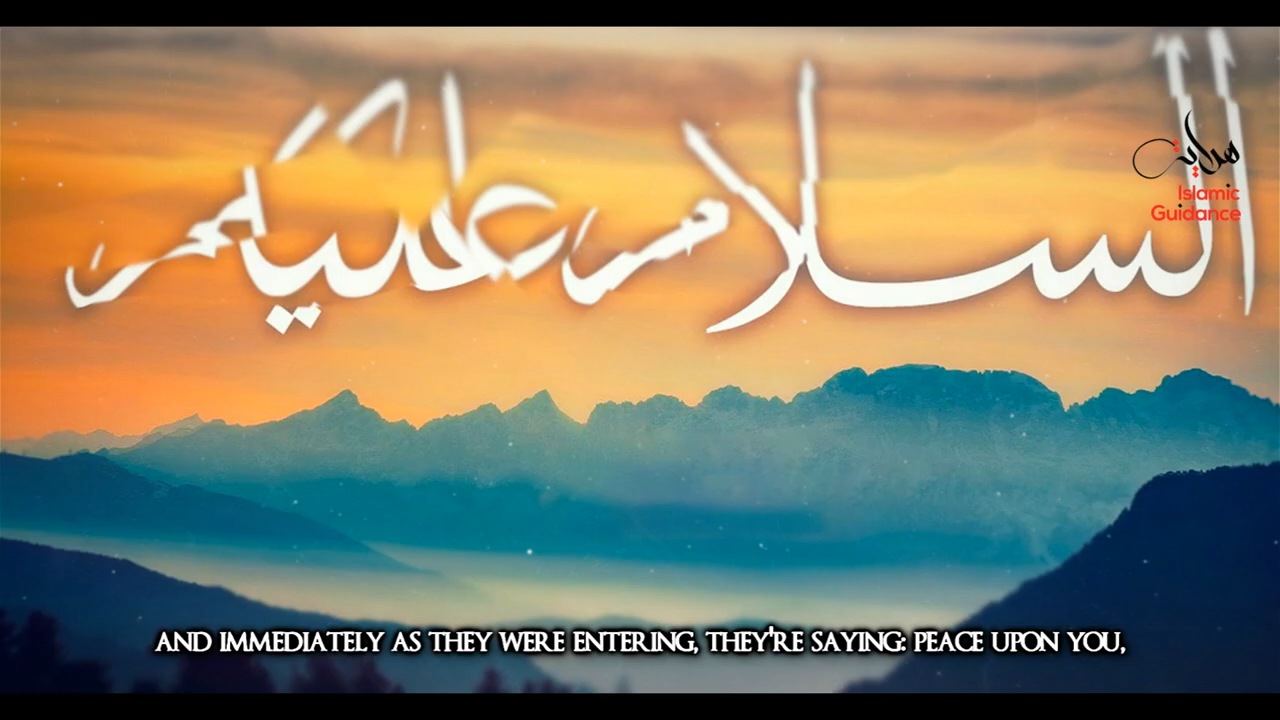 السلام عليكم
هداية
Islamic
Guidance
AND IMMEDIATELY AS THEY WERE ENTERING, THEY'RE SAYING: PEACE UPON YOU,